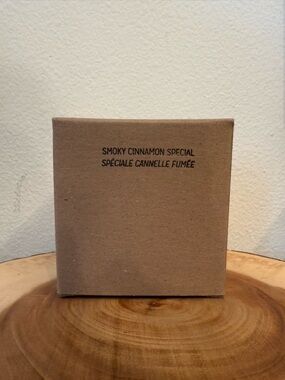 SMOKY CINNAMON SPECIAL
SPÉCIALE CANNELLE FUMÉE